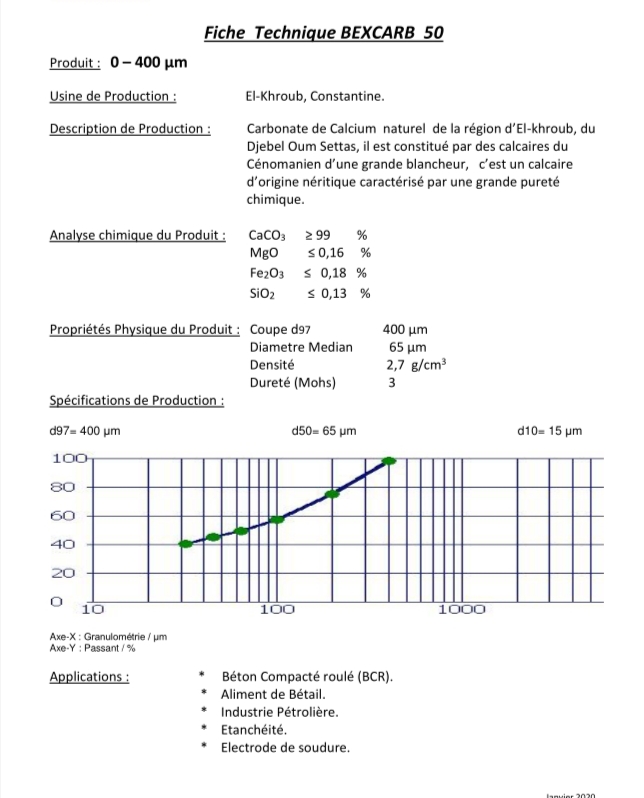 Fiche Technique BEXCARB 50
Produit : 0 – 400 µm
Usine de Production : El-Khroub, Constantine.
Description de Production : Carbonate de Calcium naturel de la région d’El-khroub, du
Djebel Oum Settas, il est constitué par des calcaires du
Cénomanien d’une grande blancheur, c’est un calcaire
d’origine néritique caractérisé par une grande pureté
chimique.
Analyse chimique du Produit : CaCO₃ ≥ 99 %
MgO ≤ 0,16 %
Fe₂O₃ ≤ 0,18 %
SiO₂ ≤ 0,13 %
Propriétés Physique du Produit : Coupe d97 400 µm
Diametre Median 65 µm
Densité 2,7 g/cm³
Dureté (Mohs) 3
Spécifications de Production :
d97= 400 µm d50= 65 µm d10= 15 µm
100
80
60
40
20
0
10 100 1000
Axe-X : Granulométrie / µm
Axe-Y : Passant / %
Applications : * Béton Compacté roulé (BCR).
* Aliment de Bétail.
* Industrie Pétrolière.
* Etanchéité.
* Electrode de soudure.
Janvier 2020